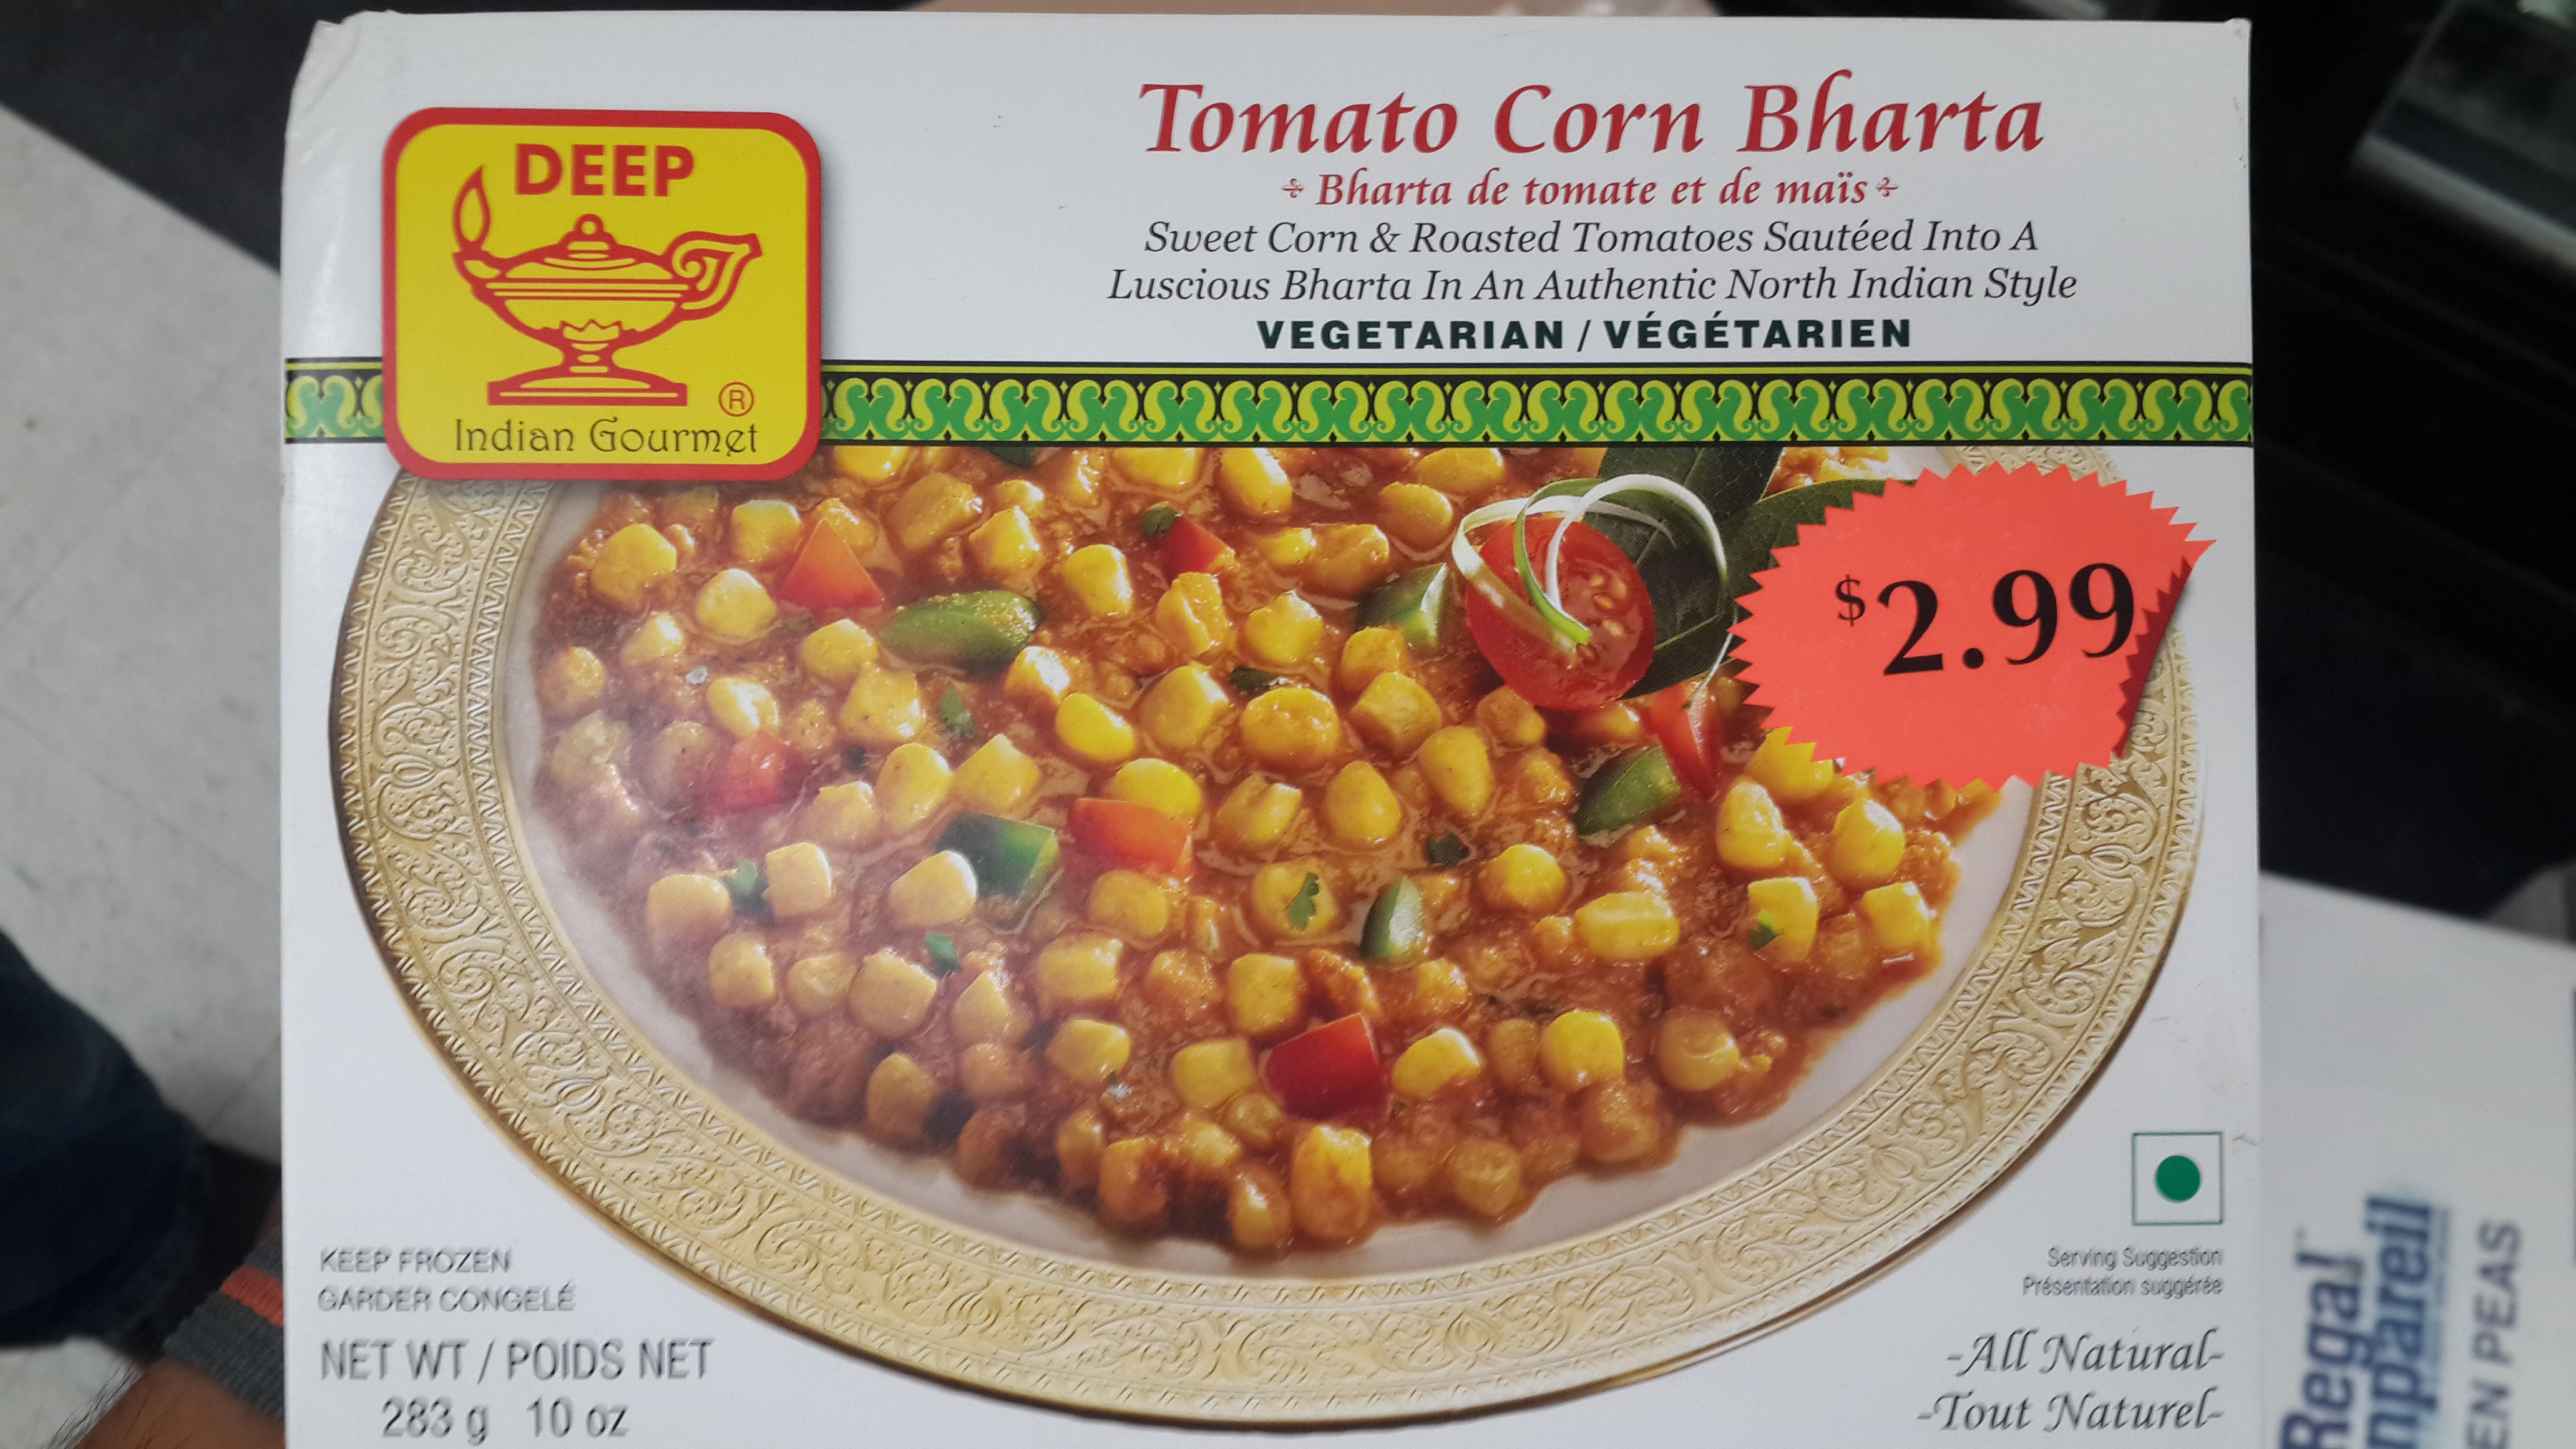 DEEP
®
Indian Gourmet
Tomato Corn Bharta
Bharta de tomate et de maïs
Sweet Corn & Roasted Tomatoes Sautéed Into A
Luscious Bharta In An Authentic North Indian Style
VEGETARIAN / VÉGÉTARIEN
$2.99
KEEP FROZEN
GARDER CONGELÉ
NET WT / POIDS NET
283 g 10 oz
Serving Suggestion
Présentation suggérée
-All Natural-
-Tout Naturel-
Regal
mpareil
EN PEAS